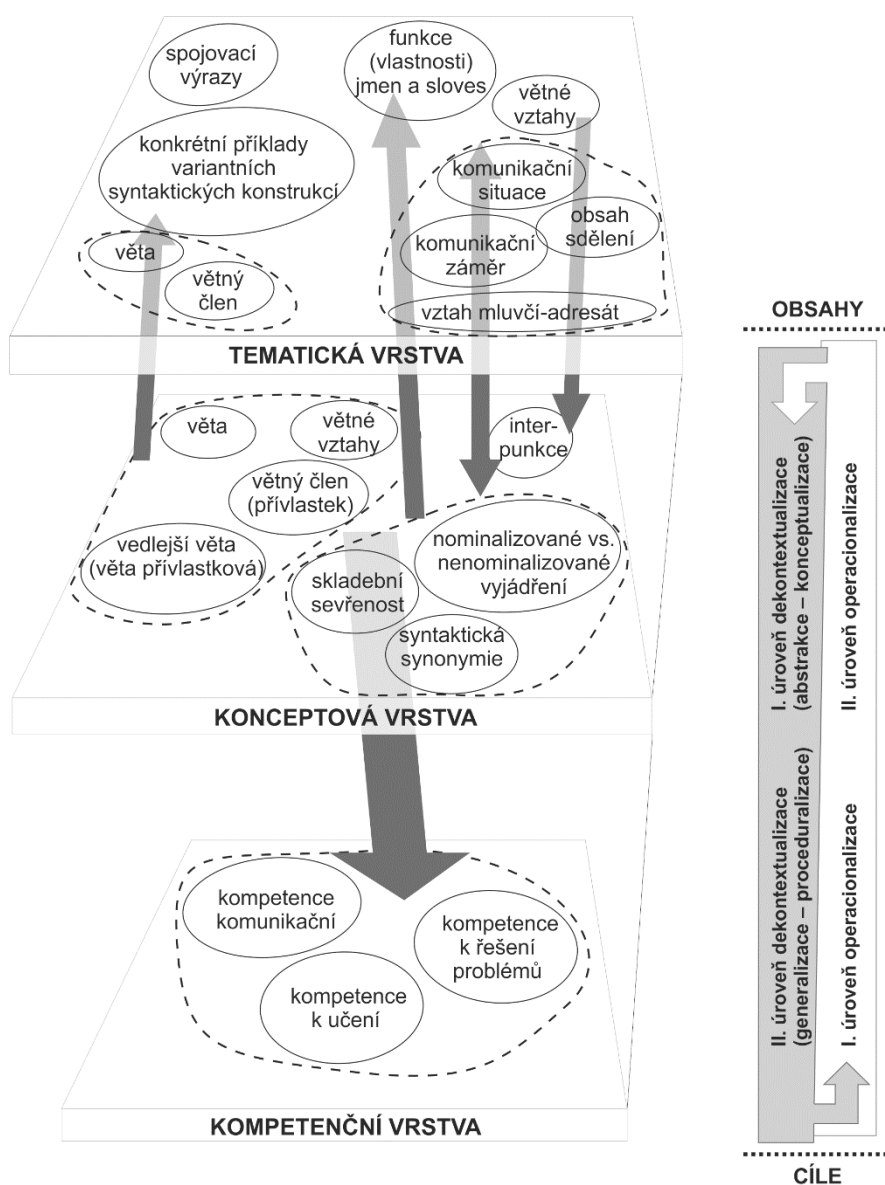 spojovací
výrazy
funkce
(vlastnosti)
jmen a sloves
větné
vztahy
konkrétní příklady
variantních
syntaktických konstrukcí
komunikační
situace
obsah
sdělení
komunikační
záměr
věta
větný
člen
vztah mluvčí-adresát
TEMATICKÁ VRSTVA
věta
větné
vztahy
inter-
punkce
větný člen
(přívlastek)
vedlejší věta
(věta přívlastková)
nominalizované vs.
nenominalizované
vyjádření
skladební
sevřenost
syntaktická
synonymie
KONCEPTOVÁ VRSTVA
kompetence
komunikační
kompetence
k řešení
problémů
kompetence
k učení
KOMPETENČNÍ VRSTVA
OBSAHY
I. úroveň dekontextualizace
(abstrakce – konceptualizace)
II. úroveň operacionalizace
II. úroveň dekontextualizace
(generalizace – proceduralizace)
I. úroveň operacionalizace
CÍLE